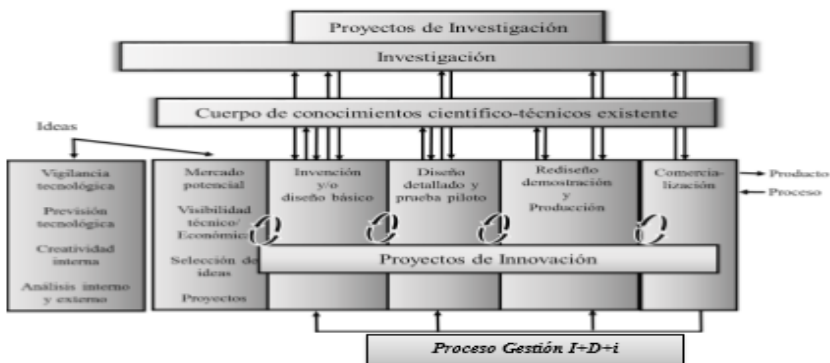 Proyectos de Investigación
Investigación
Cuerpo de conocimientos científico-técnicos existente
Ideas
Vigilancia
tecnológica
Previsión
tecnológica
Creatividad
interna
Análisis interno
y externo
Mercado
potencial
Visibilidad
técnico/
Económica
Selección de
ideas
Proyectos
Invención
y/o
diseño básico
Diseño
detallado y
prueba piloto
Rediseño
demostración
y
Producción
Comercia-
lización
Producto
Proceso
Proyectos de Innovación
Proceso Gestión I+D+i